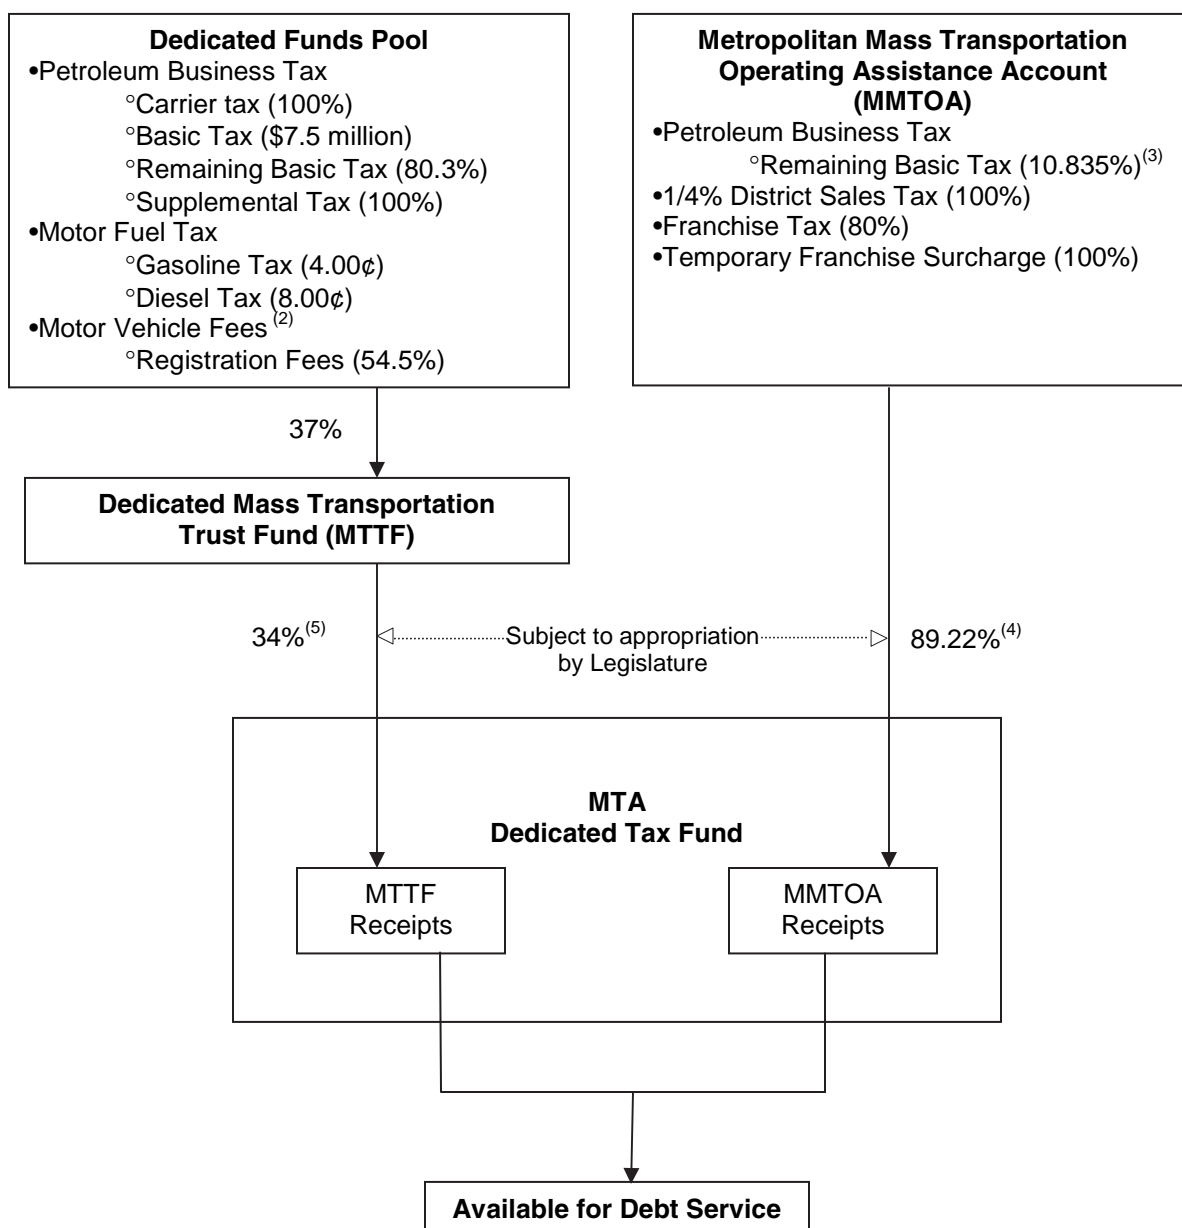 Dedicated Funds Pool
•Petroleum Business Tax
°Carrier tax (100%)
°Basic Tax ($7.5 million)
°Remaining Basic Tax (80.3%)
°Supplemental Tax (100%)
•Motor Fuel Tax
°Gasoline Tax (4.00¢)
°Diesel Tax (8.00¢)
•Motor Vehicle Fees (2)
°Registration Fees (54.5%)
Metropolitan Mass Transportation
Operating Assistance Account
(MMTOA)
•Petroleum Business Tax
°Remaining Basic Tax (10.835%)(3)
•1/4% District Sales Tax (100%)
•Franchise Tax (80%)
•Temporary Franchise Surcharge (100%)
37%
Dedicated Mass Transportation
Trust Fund (MTTF)
34%(5)
Subject to appropriation
by Legislature
89.22%(4)
MTA
Dedicated Tax Fund
MTTF
Receipts
MMTOA
Receipts
Available for Debt Service